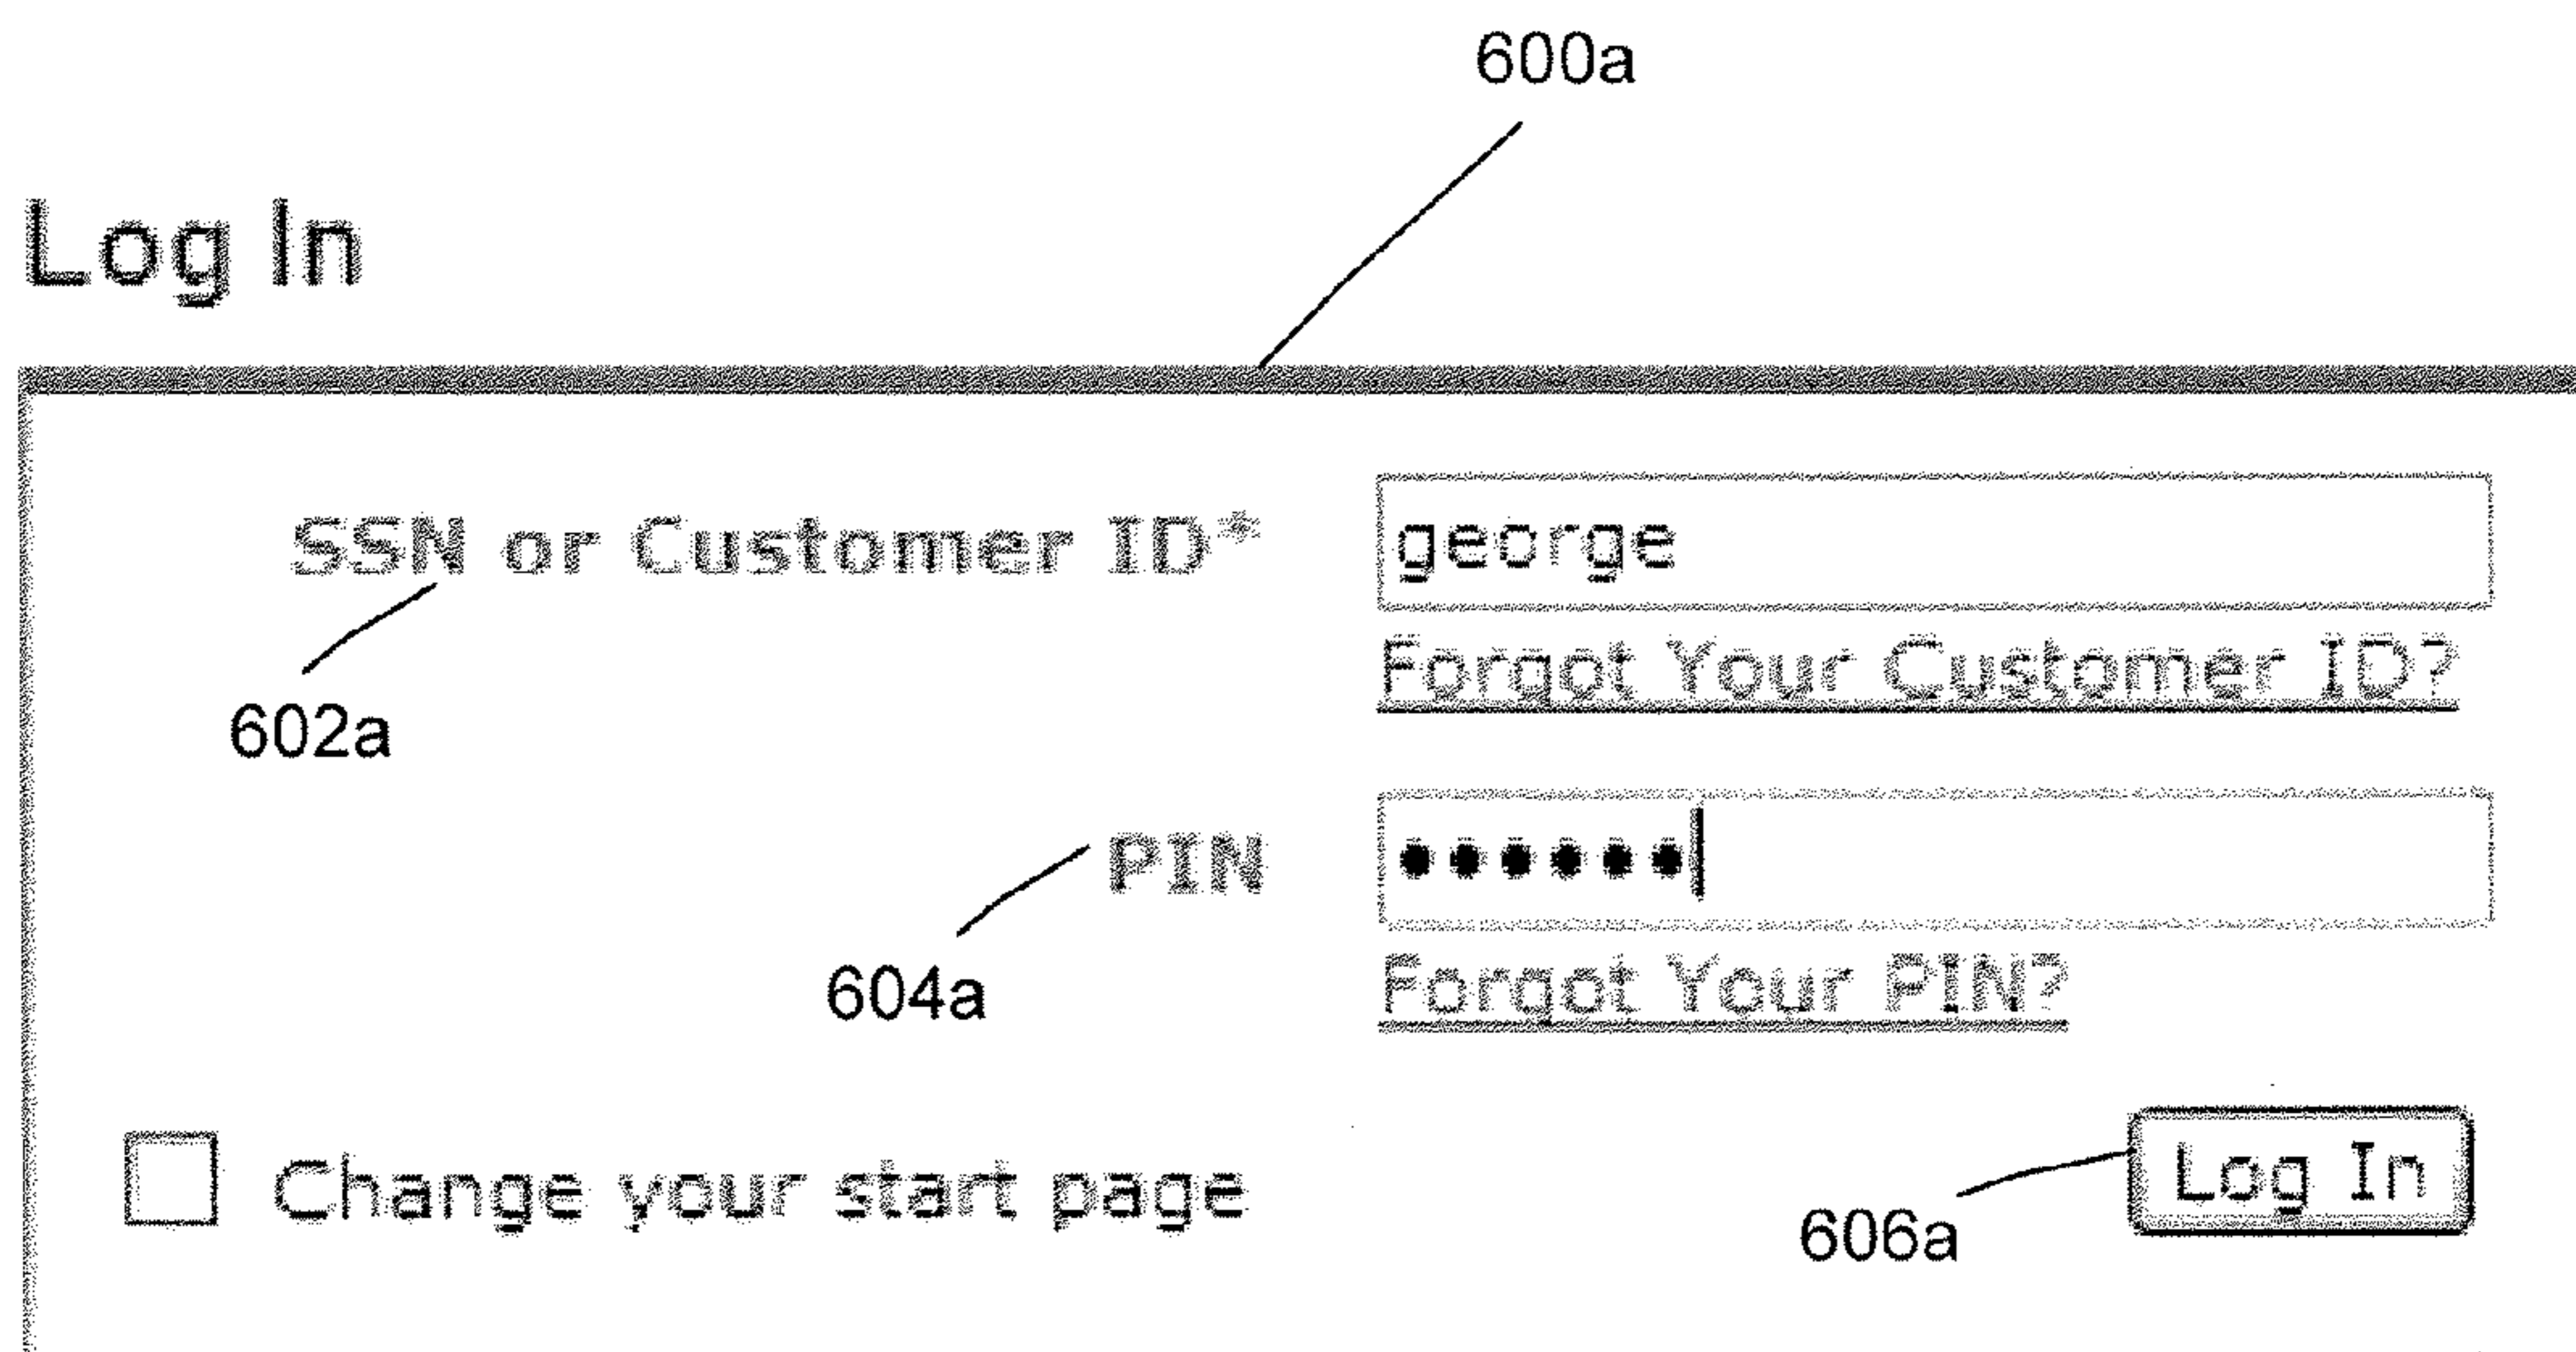 600a
Log In
SSN or Customer ID* george
Forgot Your Customer ID?
602a
PIN ••••••
604a
Forgot Your PIN?
Change your start page Log In
606a